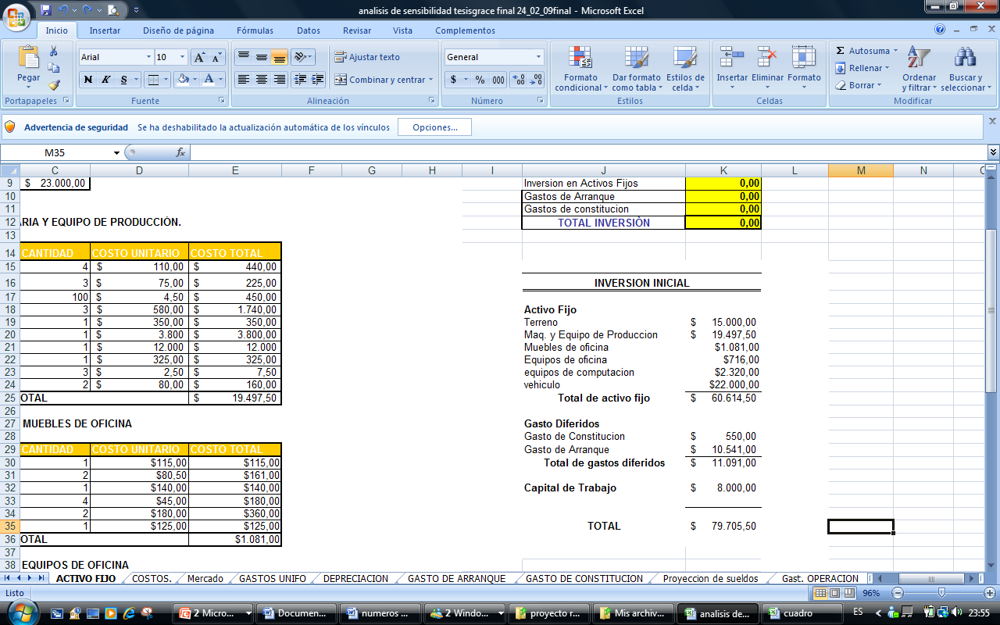 analisis de sensibilidad tesisgrace final 24_02_09final - Microsoft Excel
Inicio Insertar Diseño de página Fórmulas Datos Revisar Vista Complementos
Pegar
Arial 10
Ajustar texto
General
Formato condicional
Dar formato como tabla
Estilos de celda
Insertar Eliminar Formato
Σ Autosuma
Rellenar
Borrar
Ordenar y filtrar
Buscar y seleccionar
N K S
Combinar y centrar
$ % 000
Portapapeles Fuente Alineación Número Estilos Celdas Modificar
Advertencia de seguridad Se ha deshabilitado la actualización automática de los vínculos Opciones...
M35 fx
C D E F G H I J K L M N
9 $ 23.000,00 Inversion en Activos Fijos 0,00
10 Gastos de Arranque 0,00
11 Gastos de constitucion 0,00
12 RIA Y EQUIPO DE PRODUCCIÓN. TOTAL INVERSIÒN 0,00
13
14 CANTIDAD COSTO UNITARIO COSTO TOTAL
15 4 $ 110,00 $ 440,00
16 3 $ 75,00 $ 225,00 INVERSION INICIAL
17 100 $ 4,50 $ 450,00
18 3 $ 580,00 $ 1.740,00 Activo Fijo
19 1 $ 350,00 $ 350,00 Terreno $ 15.000,00
20 1 $ 3.800 $ 3.800,00 Maq. y Equipo de Produccion $ 19.497,50
21 1 $ 12.000 $ 12.000 Muebles de oficina $1.081,00
22 1 $ 325,00 $ 325,00 Equipos de oficina $716,00
23 3 $ 2,50 $ 7,50 equipos de computacion $2.320,00
24 2 $ 80,00 $ 160,00 vehiculo $22.000,00
25 OTAL $ 19.497,50 Total de activo fijo $ 60.614,50
26
27 MUEBLES DE OFICINA Gasto Diferidos
28 Gasto de Constitucion $ 550,00
29 CANTIDAD COSTO UNITARIO COSTO TOTAL Gasto de Arranque $ 10.541,00
30 1 $115,00 $115,00 Total de gastos diferidos $ 11.091,00
31 2 $80,50 $161,00
32 1 $140,00 $140,00 Capital de Trabajo $ 8.000,00
33 4 $45,00 $180,00
34 2 $180,00 $360,00
35 1 $125,00 $125,00 TOTAL $ 79.705,50
36 OTAL $1.081,00
37
38 EQUIPOS DE OFICINA
ACTIVO FIJO COSTOS. Mercado GASTOS UNIFO DEPRECIACION GASTO DE ARRANQUE GASTO DE CONSTITUCION Proyeccion de sueldos Gast. OPERACION
Listo 96%
2 Micro... Documen... numeros ... 2 Windo... proyecto r... Mis archiv... analisis de... cuadro ES 23:55